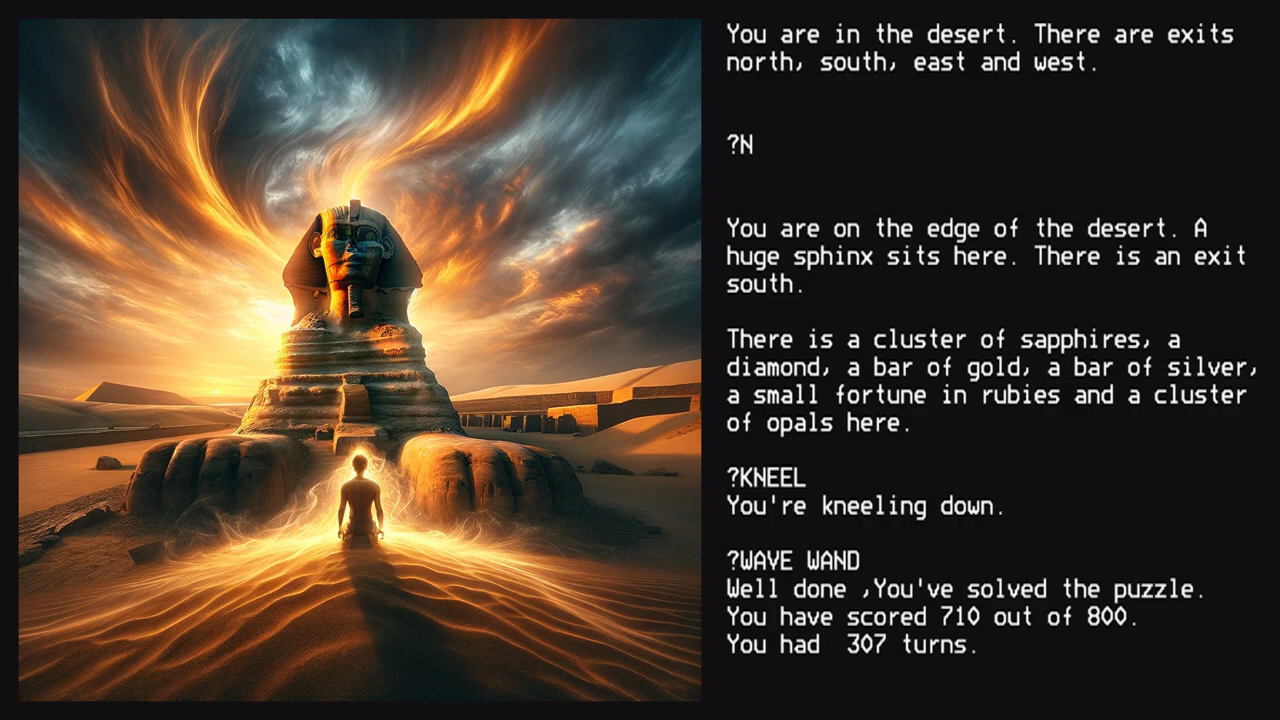 You are in the desert. There are exits
north, south, east and west.
?N
You are on the edge of the desert. A
huge sphinx sits here. There is an exit
south.
There is a cluster of sapphires, a
diamond, a bar of gold, a bar of silver,
a small fortune in rubies and a cluster
of opals here.
?KNEEL
You're kneeling down.
?WAVE WAND
Well done ,You've solved the puzzle.
You have scored 710 out of 800.
You had  307 turns.